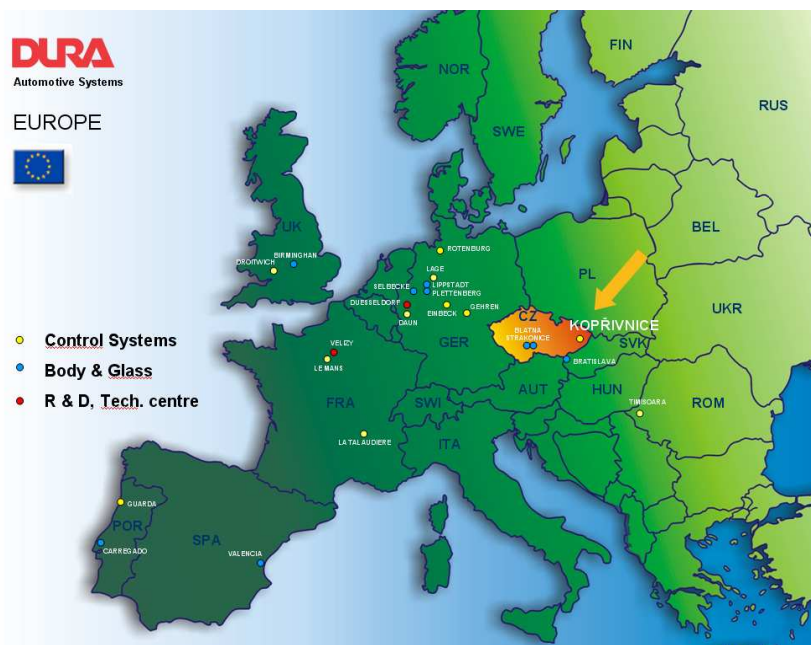 DURA
Automotive Systems
EUROPE
FIN
NOR
SWE
RUS
UK
BIRMINGHAN
DROITWICH
BEL
PL
ROTENBURG
LAGE
SELBECKE
LIPPSTADT
PLETTENBERG
DUESSELDORF
GEHREN
EINBECK
DAUN
UKR
CZ
KOPŘIVNICE
BLATNA
STRAKONICE
GER
SVK
BRATISLAVA
Control Systems
Body & Glass
R & D, Tech. centre
VELIZY
LE MANS
AUT
HUN
FRA
SWI
TIMISOARA
ROM
LA TALAUDIERE
ITA
GUARDA
POR
SPA
CARREGADO
VALENCIA